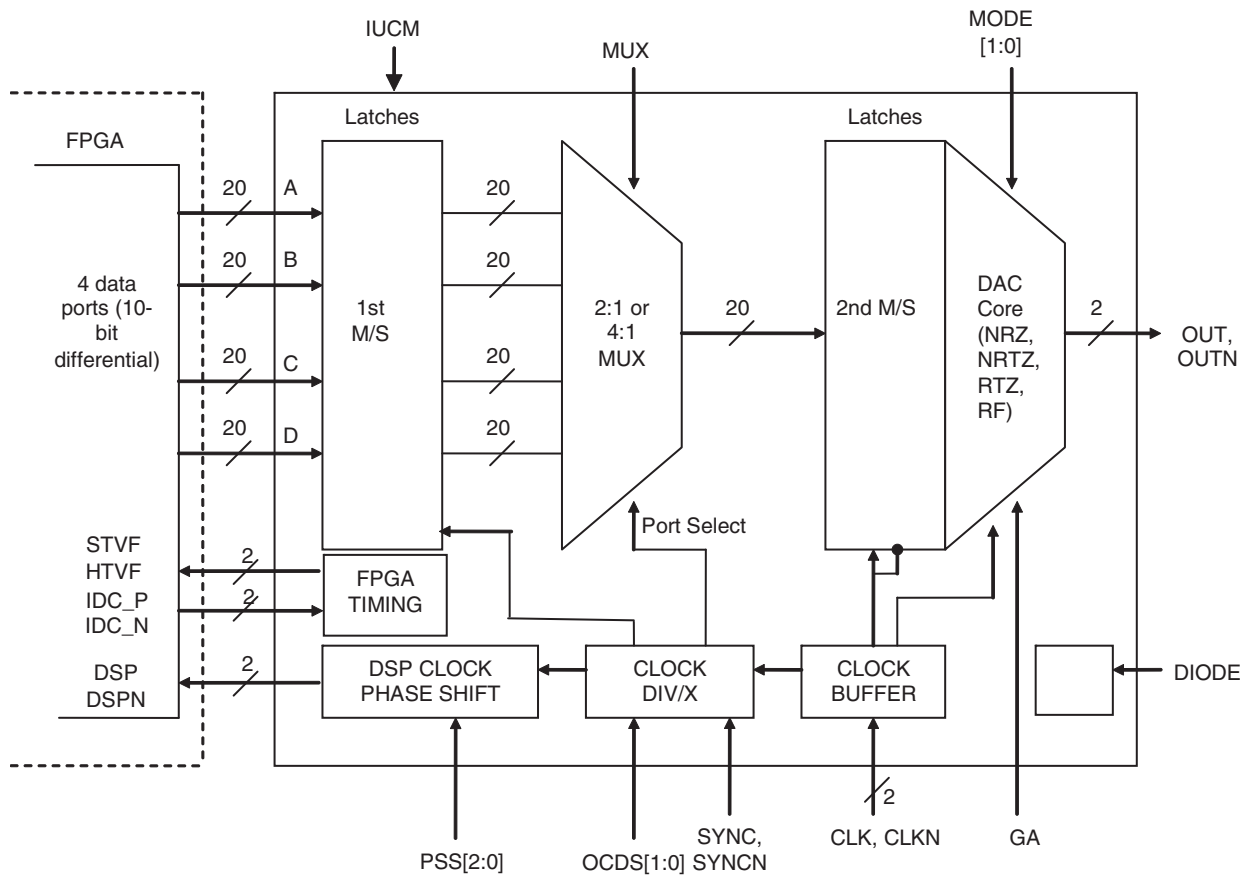 IUCM
MUX
MODE
[1:0]
FPGA
Latches
Latches
20
A
20
20
B
20
20
C
20
20
D
20
4 data
ports (10-
bit
differential)
1st
M/S
2:1 or
4:1
MUX
20
2nd M/S
DAC
Core
(NRZ,
NRTZ,
RTZ,
RF)
2
OUT,
OUTN
Port Select
STVF
HTVF
2
IDC_P
IDC_N
2
FPGA
TIMING
DSP
DSPN
2
DSP CLOCK
PHASE SHIFT
CLOCK
DIV/X
CLOCK
BUFFER
DIODE
2
PSS[2:0]
OCDS[1:0]
SYNC,
SYNCN
CLK, CLKN
GA